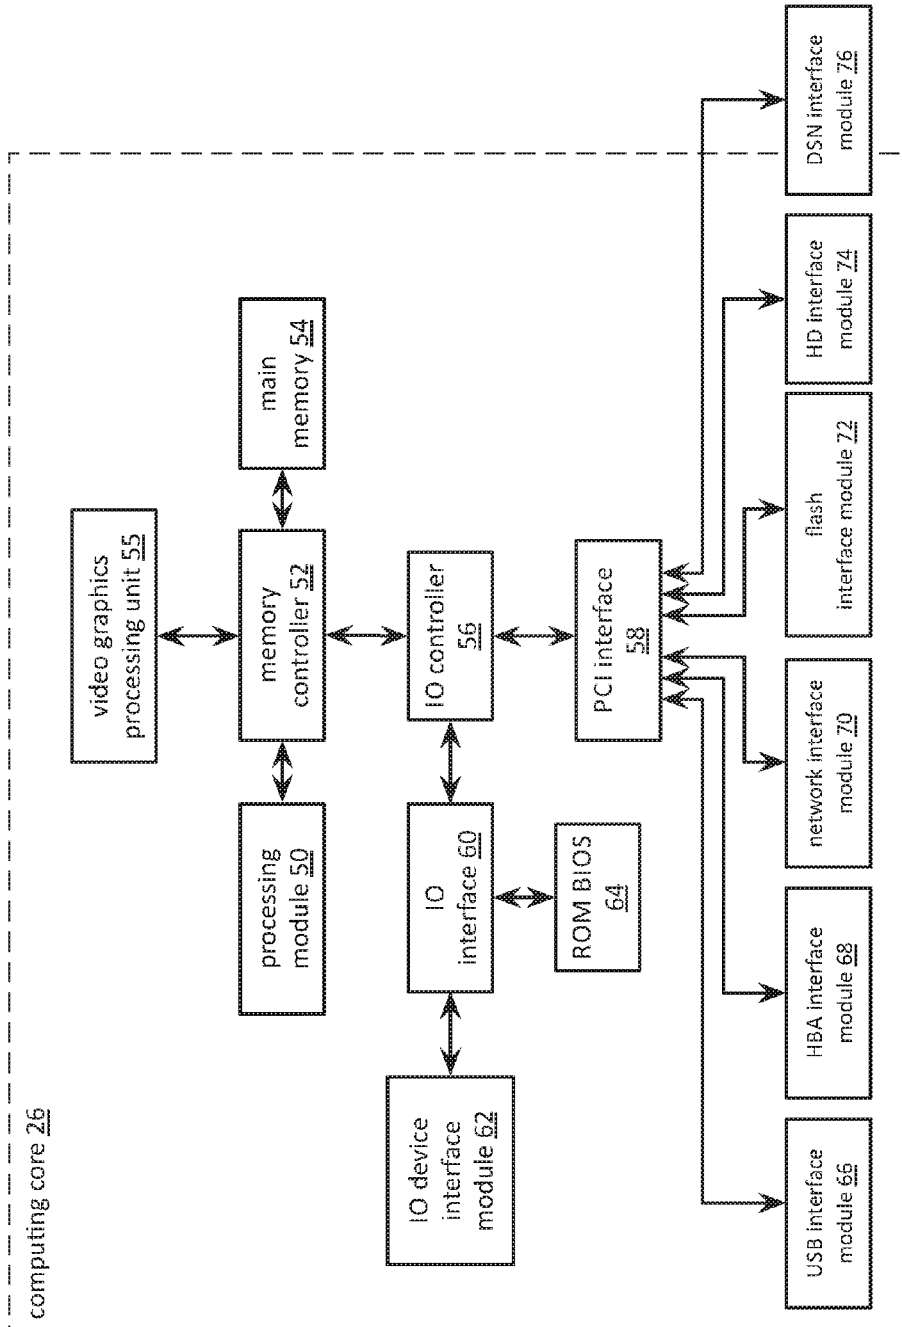 computing core 26
video graphics
processing unit 55
processing
module 50
memory
controller 52
main
memory 54
IO device
interface
module 62
IO
interface 60
IO controller
56
ROM BIOS
64
PCI interface
58
USB interface
module 66
HBA interface
module 68
network interface
module 70
flash
interface module 72
HD interface
module 74
DSN interface
module 76